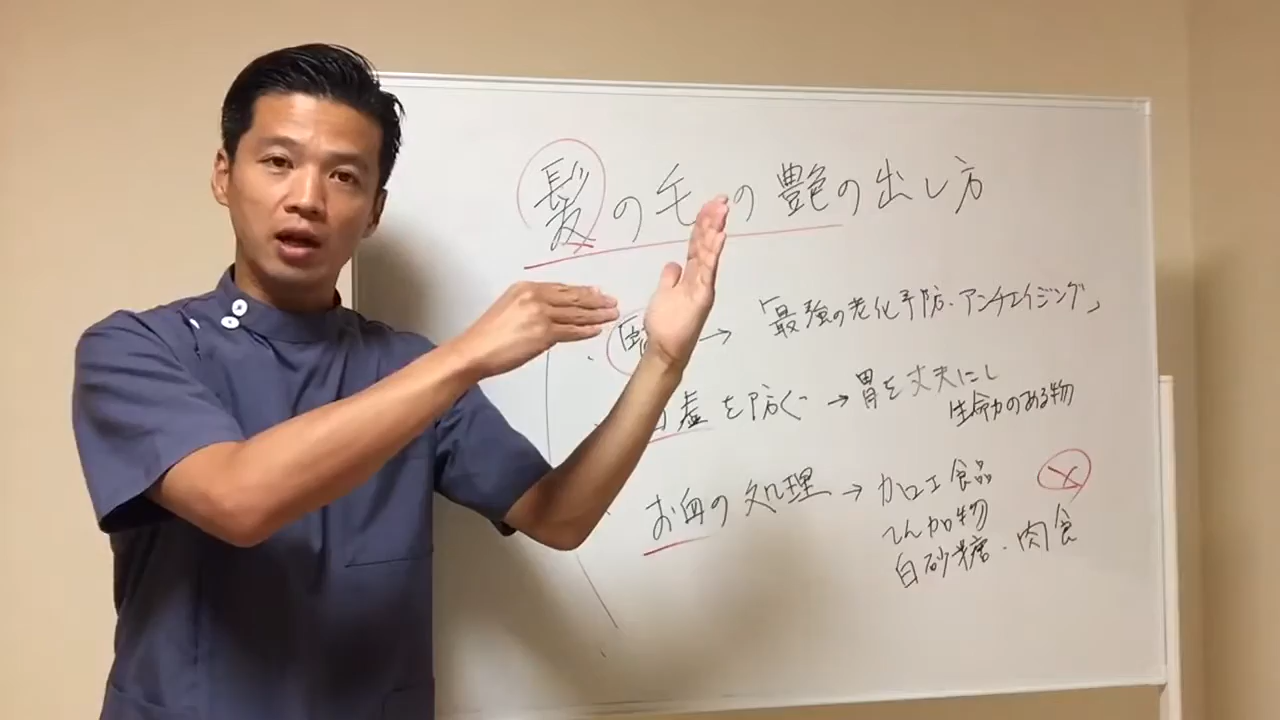 髪の毛の艶の出し方
→「最強の老化予防・アンチエイジング」
虚を防ぐ→胃を丈夫にし
生命力のある物
お血の処理→加工食品
てん加物
白砂糖・肉食